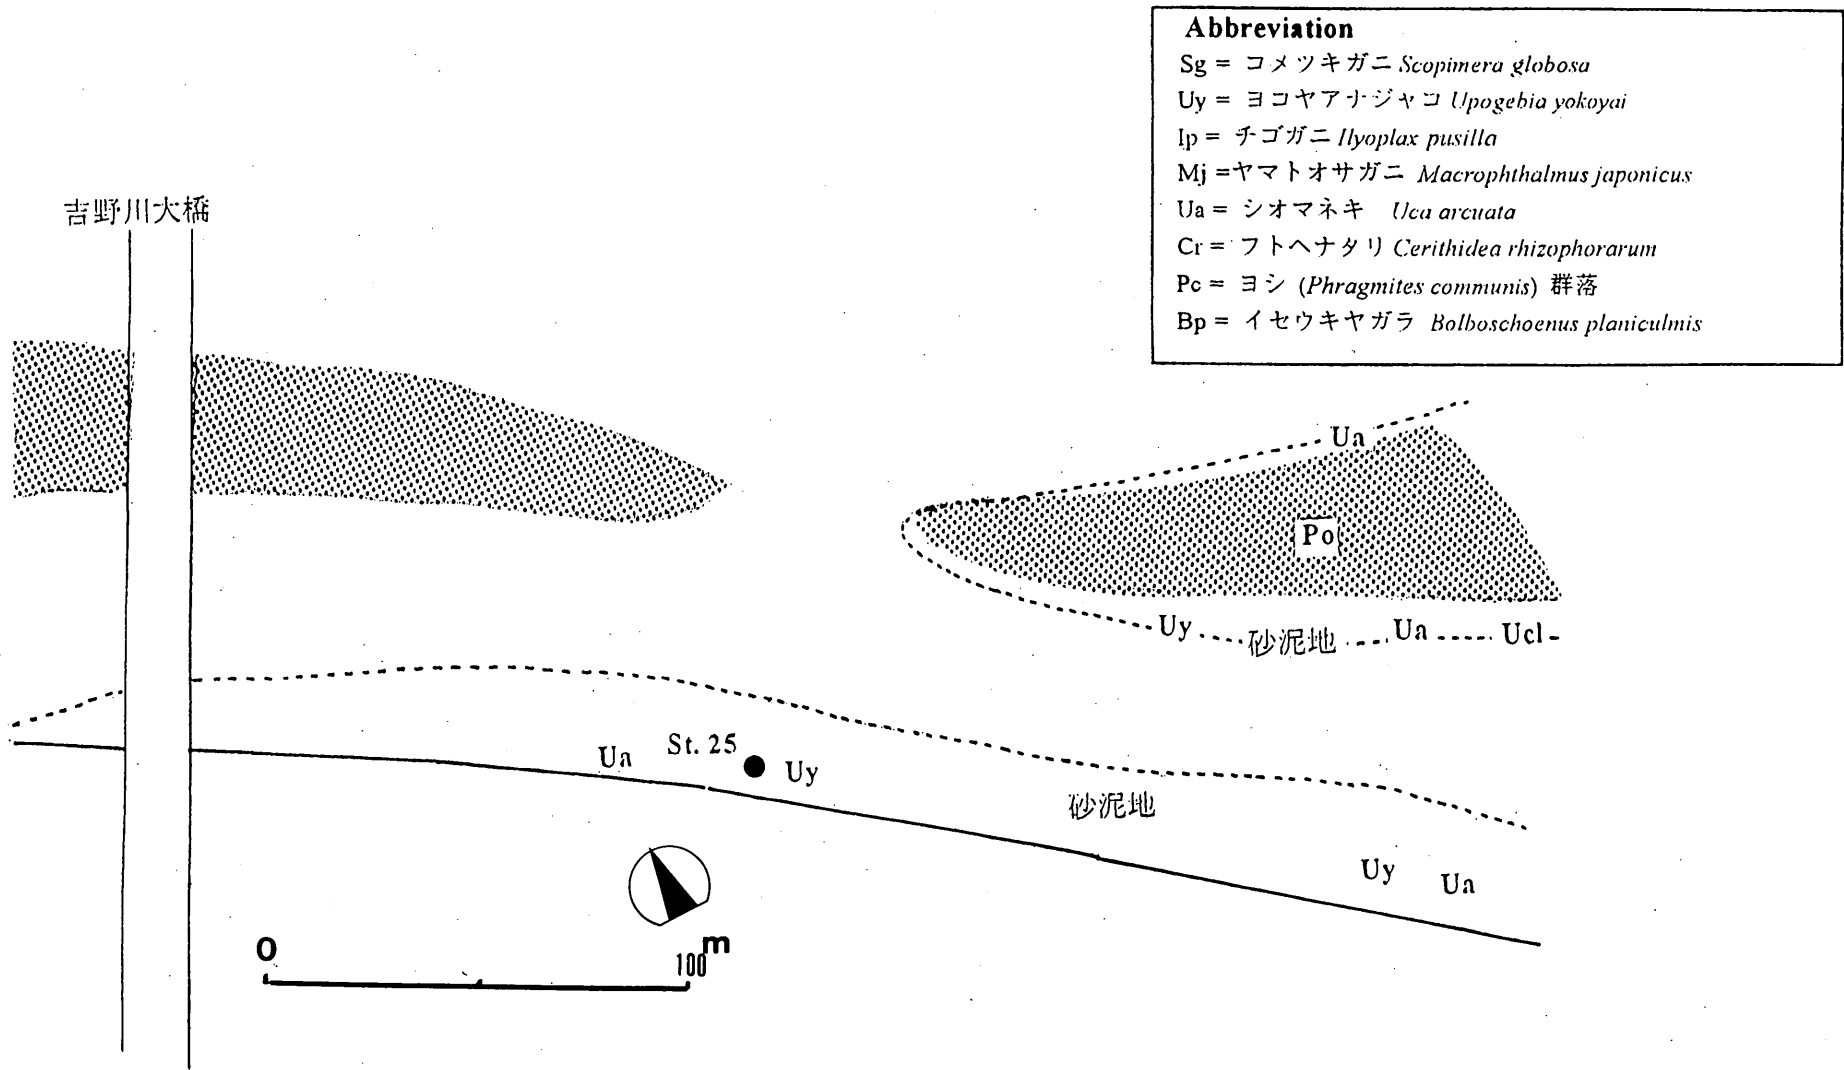 Abbreviation
Sg = コメツキガニ Scopimera globosa
Uy = ヨコヤアナジャコ Upogebia yokoyai
Ip = チゴガニ Ilyoplax pusilla
Mj =ヤマトオサガニ Macrophthalmus japonicus
Ua = シオマネキ Uca arcuata
Cr = フトヘナタリ Cerithidea rhizophorarum
Pc = ヨシ (Phragmites communis) 群落
Bp = イセウキヤガラ Bolboschoenus planiculmis
吉野川大橋
Ua
Po
Uy 砂泥地 Ua Ucl
Ua St. 25 Uy
砂泥地
Uy Ua
0 100 m